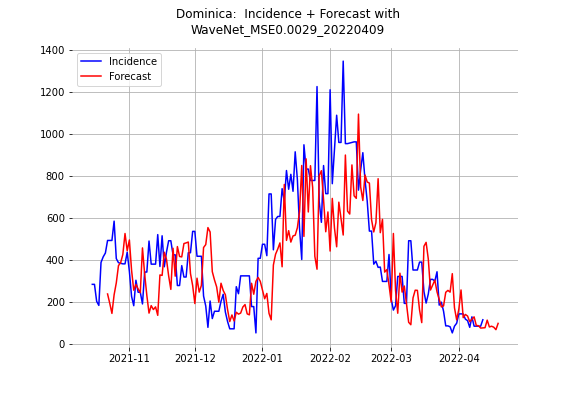 Dominica:  Incidence + Forecast with
WaveNet_MSE0.0029_20220409
Incidence
Forecast
1400
1200
1000
800
600
400
200
0
2021-11 2021-12 2022-01 2022-02 2022-03 2022-04